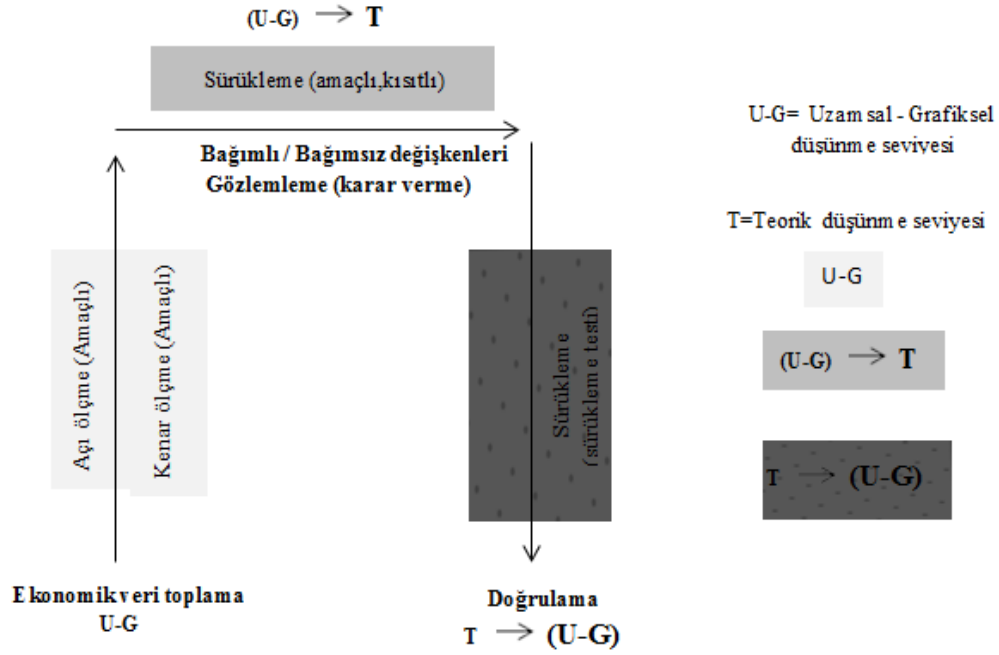 (U-G) → T
Sürükleme (amaçlı,kısıtlı)
Bağımlı / Bağımsız değişkenleri
Gözlemleme (karar verme)
Açı ölçme (Amaçlı)
Kenar ölçme (Amaçlı)
Sürükleme
(sürükleme testi)
Ekonomik veri toplama
U-G
Doğrulama
T → (U-G)
U-G= Uzamsal - Grafiksel
düşünme seviyesi
T=Teorik düşünme seviyesi
U-G
(U-G) → T
T → (U-G)